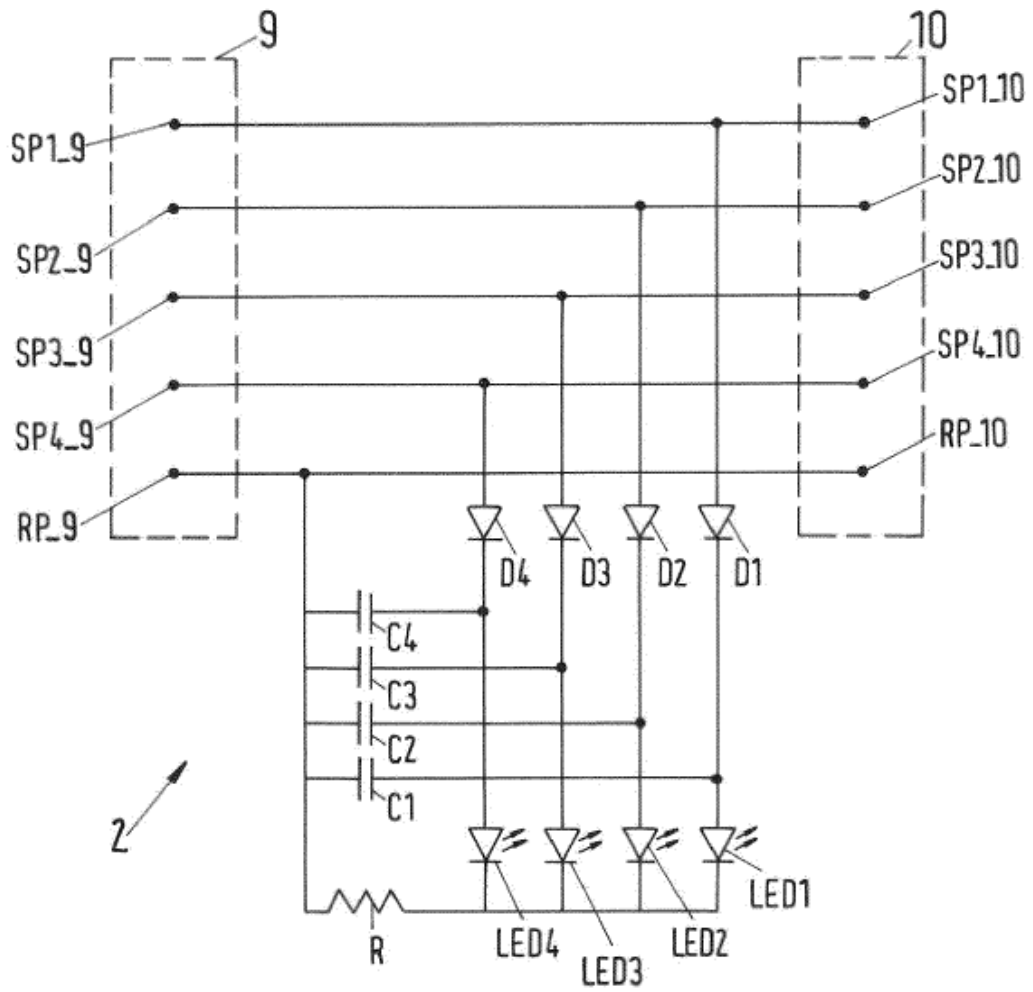 9
10
SP1_9
SP1_10
SP2_9
SP2_10
SP3_9
SP3_10
SP4_9
SP4_10
RP_9
RP_10
D4
D3
D2
D1
C4
C3
C2
C1
2
R
LED4
LED3
LED2
LED1